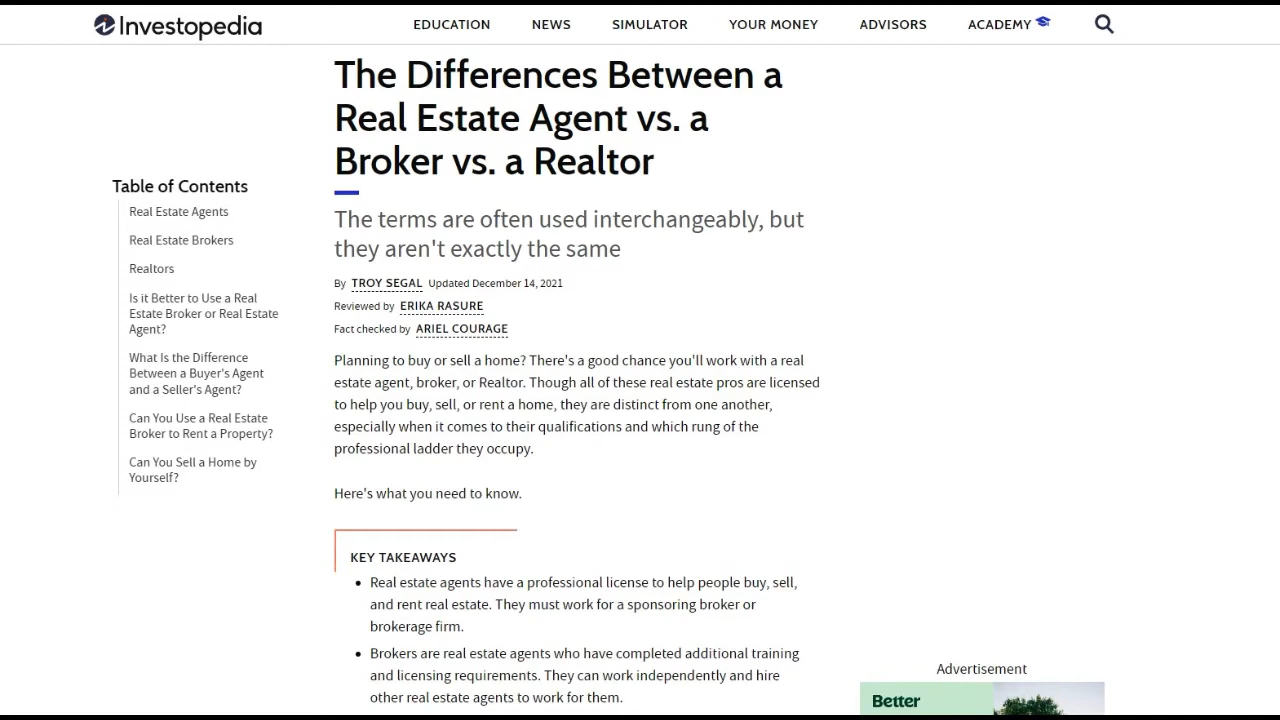 Investopedia
EDUCATION
NEWS
SIMULATOR
YOUR MONEY
ADVISORS
ACADEMY
The Differences Between a
Real Estate Agent vs. a
Broker vs. a Realtor
The terms are often used interchangeably, but
they aren't exactly the same
By TROY SEGAL Updated December 14, 2021
Reviewed by ERIKA RASURE
Fact checked by ARIEL COURAGE
Table of Contents
Real Estate Agents
Real Estate Brokers
Realtors
Is it Better to Use a Real
Estate Broker or Real Estate
Agent?
What Is the Difference
Between a Buyer's Agent
and a Seller's Agent?
Can You Use a Real Estate
Broker to Rent a Property?
Can You Sell a Home by
Yourself?
Planning to buy or sell a home? There's a good chance you'll work with a real
estate agent, broker, or Realtor. Though all of these real estate pros are licensed
to help you buy, sell, or rent a home, they are distinct from one another,
especially when it comes to their qualifications and which rung of the
professional ladder they occupy.
Here's what you need to know.
KEY TAKEAWAYS
Real estate agents have a professional license to help people buy, sell,
and rent real estate. They must work for a sponsoring broker or
brokerage firm.
Brokers are real estate agents who have completed additional training
and licensing requirements. They can work independently and hire
other real estate agents to work for them.
Advertisement
Better